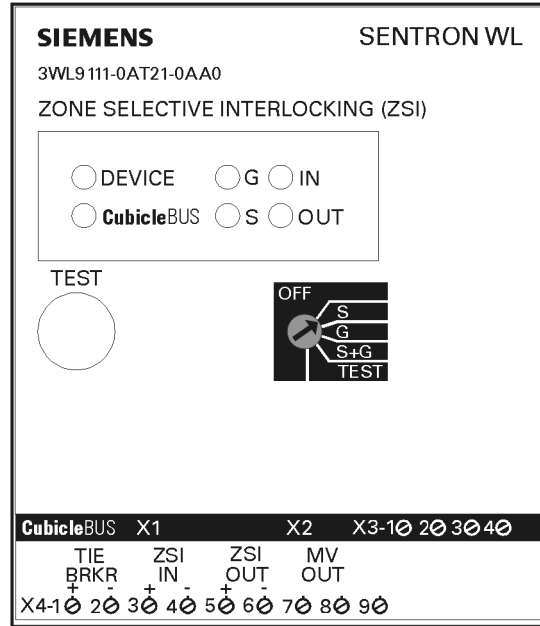 SIEMENS SENTRON WL
3WL9111-0AT21-0AA0
ZONE SELECTIVE INTERLOCKING (ZSI)
DEVICE G IN
CubicleBUS S OUT
TEST
OFF
S
G
S+G
TEST
CubicleBUS X1 X2 X3-1 2 3 4
TIE ZSI ZSI MV
BRKR IN OUT OUT
+ - + - + -
X4-1 2 3 4 5 6 7 8 9